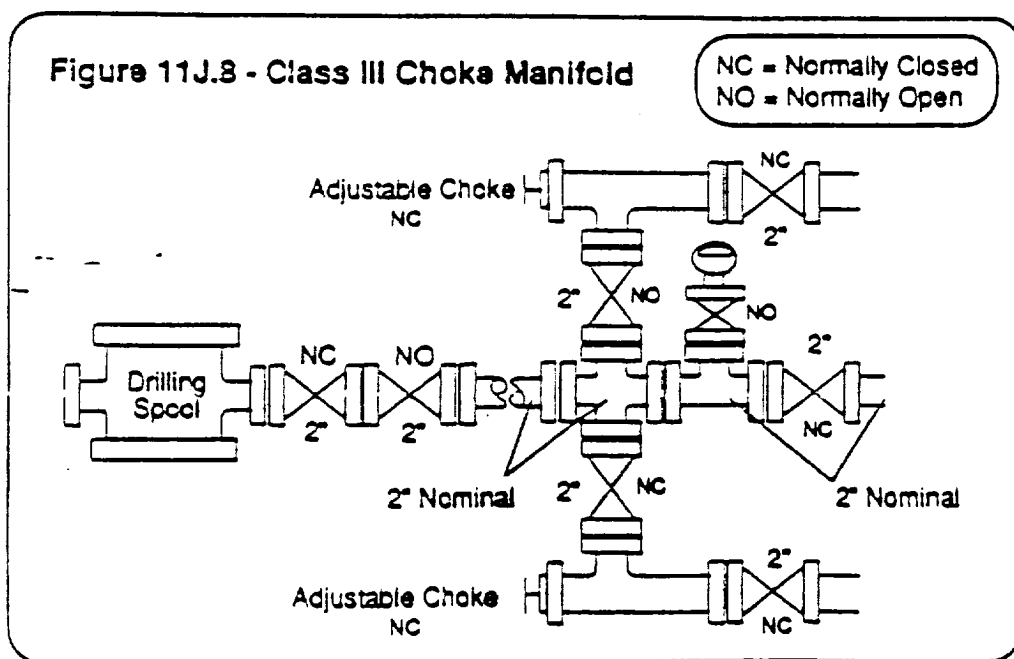 Figure 11J.8 - Class III Choke Manifold
NC = Normally Closed
NO = Normally Open
NC
Adjustable Choke
NC
2"
2"
NO
NO
2"
NC
NO
Drilling
Spool
2"
2"
NC
2" Nominal
2"
NC
2" Nominal
2"
Adjustable Choke
NC
NC